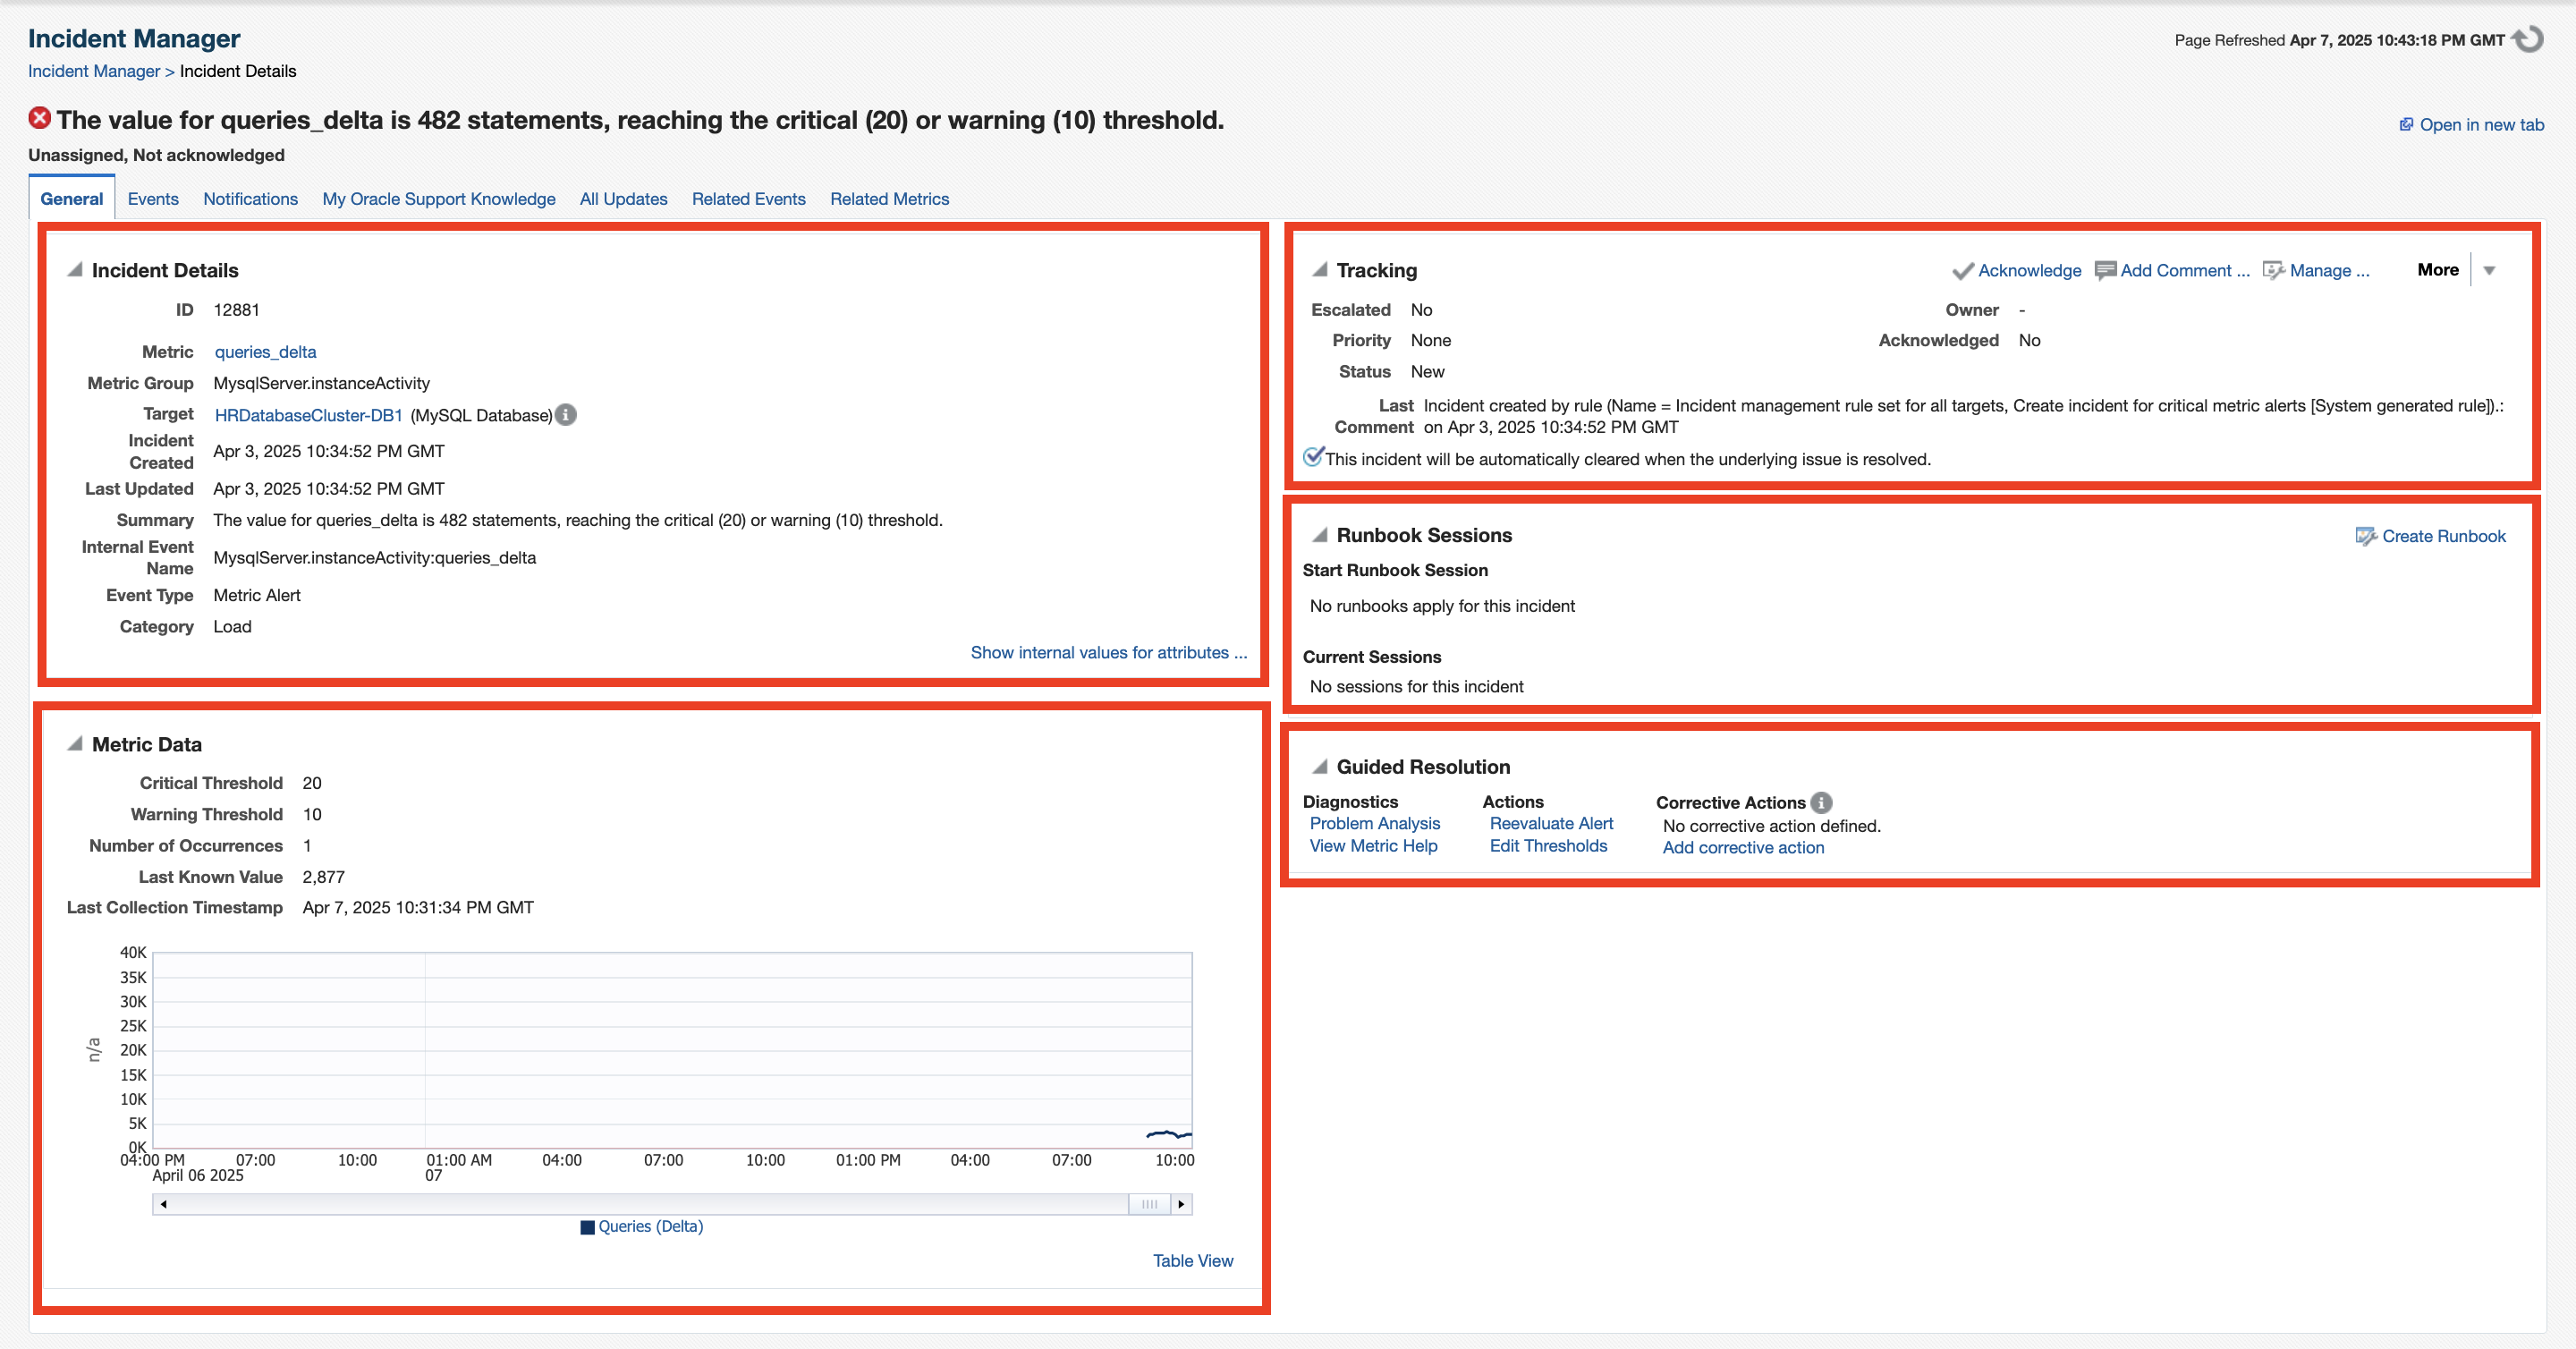 Incident Manager
Page Refreshed Apr 7, 2025 10:43:18 PM GMT
Incident Manager > Incident Details
The value for queries_delta is 482 statements, reaching the critical (20) or warning (10) threshold.
Open in new tab
Unassigned, Not acknowledged
General Events Notifications My Oracle Support Knowledge All Updates Related Events Related Metrics
Incident Details
ID 12881
Metric queries_delta
Metric Group MysqlServer.instanceActivity
Target HRDatabaseCluster-DB1 (MySQL Database)
Incident
Created Apr 3, 2025 10:34:52 PM GMT
Last Updated Apr 3, 2025 10:34:52 PM GMT
Summary The value for queries_delta is 482 statements, reaching the critical (20) or warning (10) threshold.
Internal Event
Name MysqlServer.instanceActivity:queries_delta
Event Type Metric Alert
Category Load
Show internal values for attributes ...
Tracking
Acknowledge Add Comment ... Manage ... More
Escalated No
Owner -
Priority None
Acknowledged No
Status New
Last Incident created by rule (Name = Incident management rule set for all targets, Create incident for critical metric alerts [System generated rule]).:
Comment on Apr 3, 2025 10:34:52 PM GMT
This incident will be automatically cleared when the underlying issue is resolved.
Runbook Sessions
Create Runbook
Start Runbook Session
No runbooks apply for this incident
Current Sessions
No sessions for this incident
Metric Data
Critical Threshold 20
Warning Threshold 10
Number of Occurrences 1
Last Known Value 2,877
Last Collection Timestamp Apr 7, 2025 10:31:34 PM GMT
40K
35K
30K
25K
20K
15K
10K
5K
0K
n/a
04:00 PM 07:00 10:00 01:00 AM 04:00 07:00 10:00 01:00 PM 04:00 07:00 10:00
April 06 2025 07
Queries (Delta)
Table View
Guided Resolution
Diagnostics Actions Corrective Actions
Problem Analysis Reevaluate Alert No corrective action defined.
View Metric Help Edit Thresholds Add corrective action